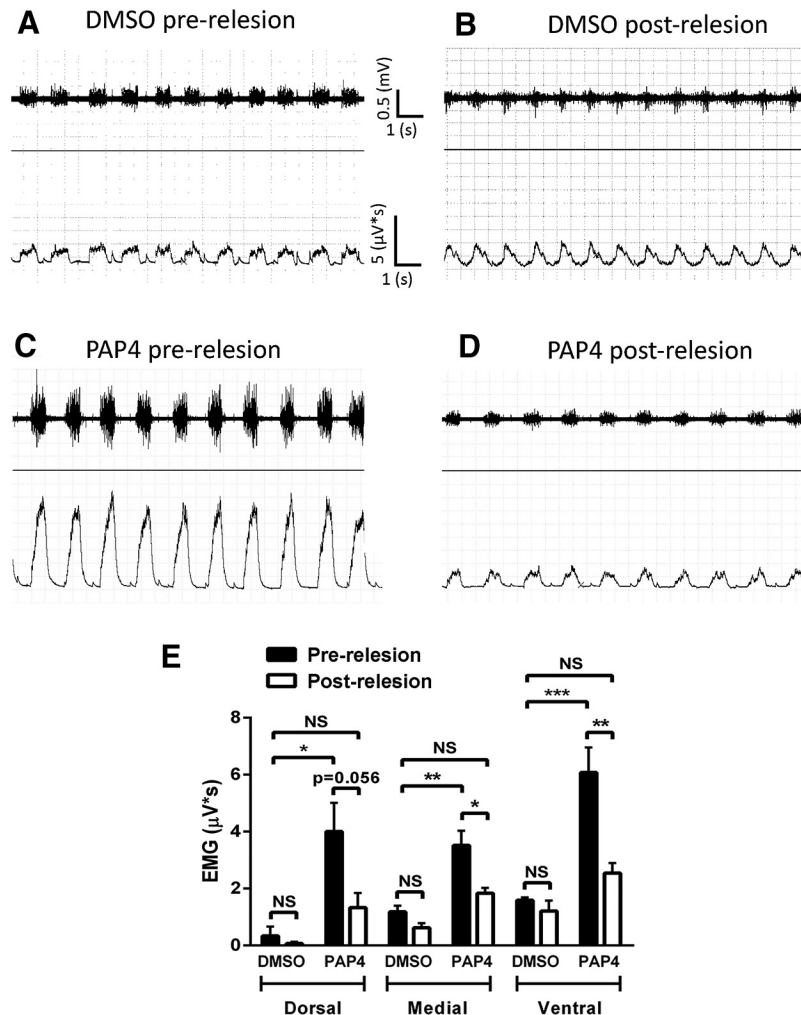 A
DMSO pre-relesion
B
DMSO post-relesion
0.5 (mV)
1 (s)
5 (µV*s)
1 (s)
C
PAP4 pre-relesion
D
PAP4 post-relesion
E
Pre-relesion
Post-relesion
EMG (µV*s)
8
6
4
2
0
NS
*
p=0.056
NS
NS
**
*
NS
NS
***
**
NS
DMSO PAP4 DMSO PAP4 DMSO PAP4
Dorsal Medial Ventral